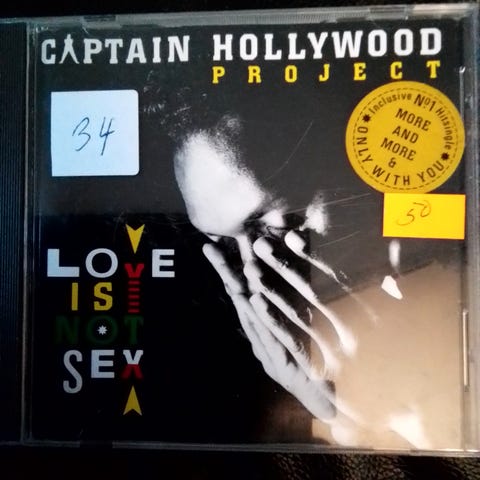 CAPTAIN HOLLYWOOD
PROJECT
34
Inclusive No1 Hitsingle
MORE
AND
MORE
&
ONLY WITH YOU
50
LOVE
IS
NOT
SEX